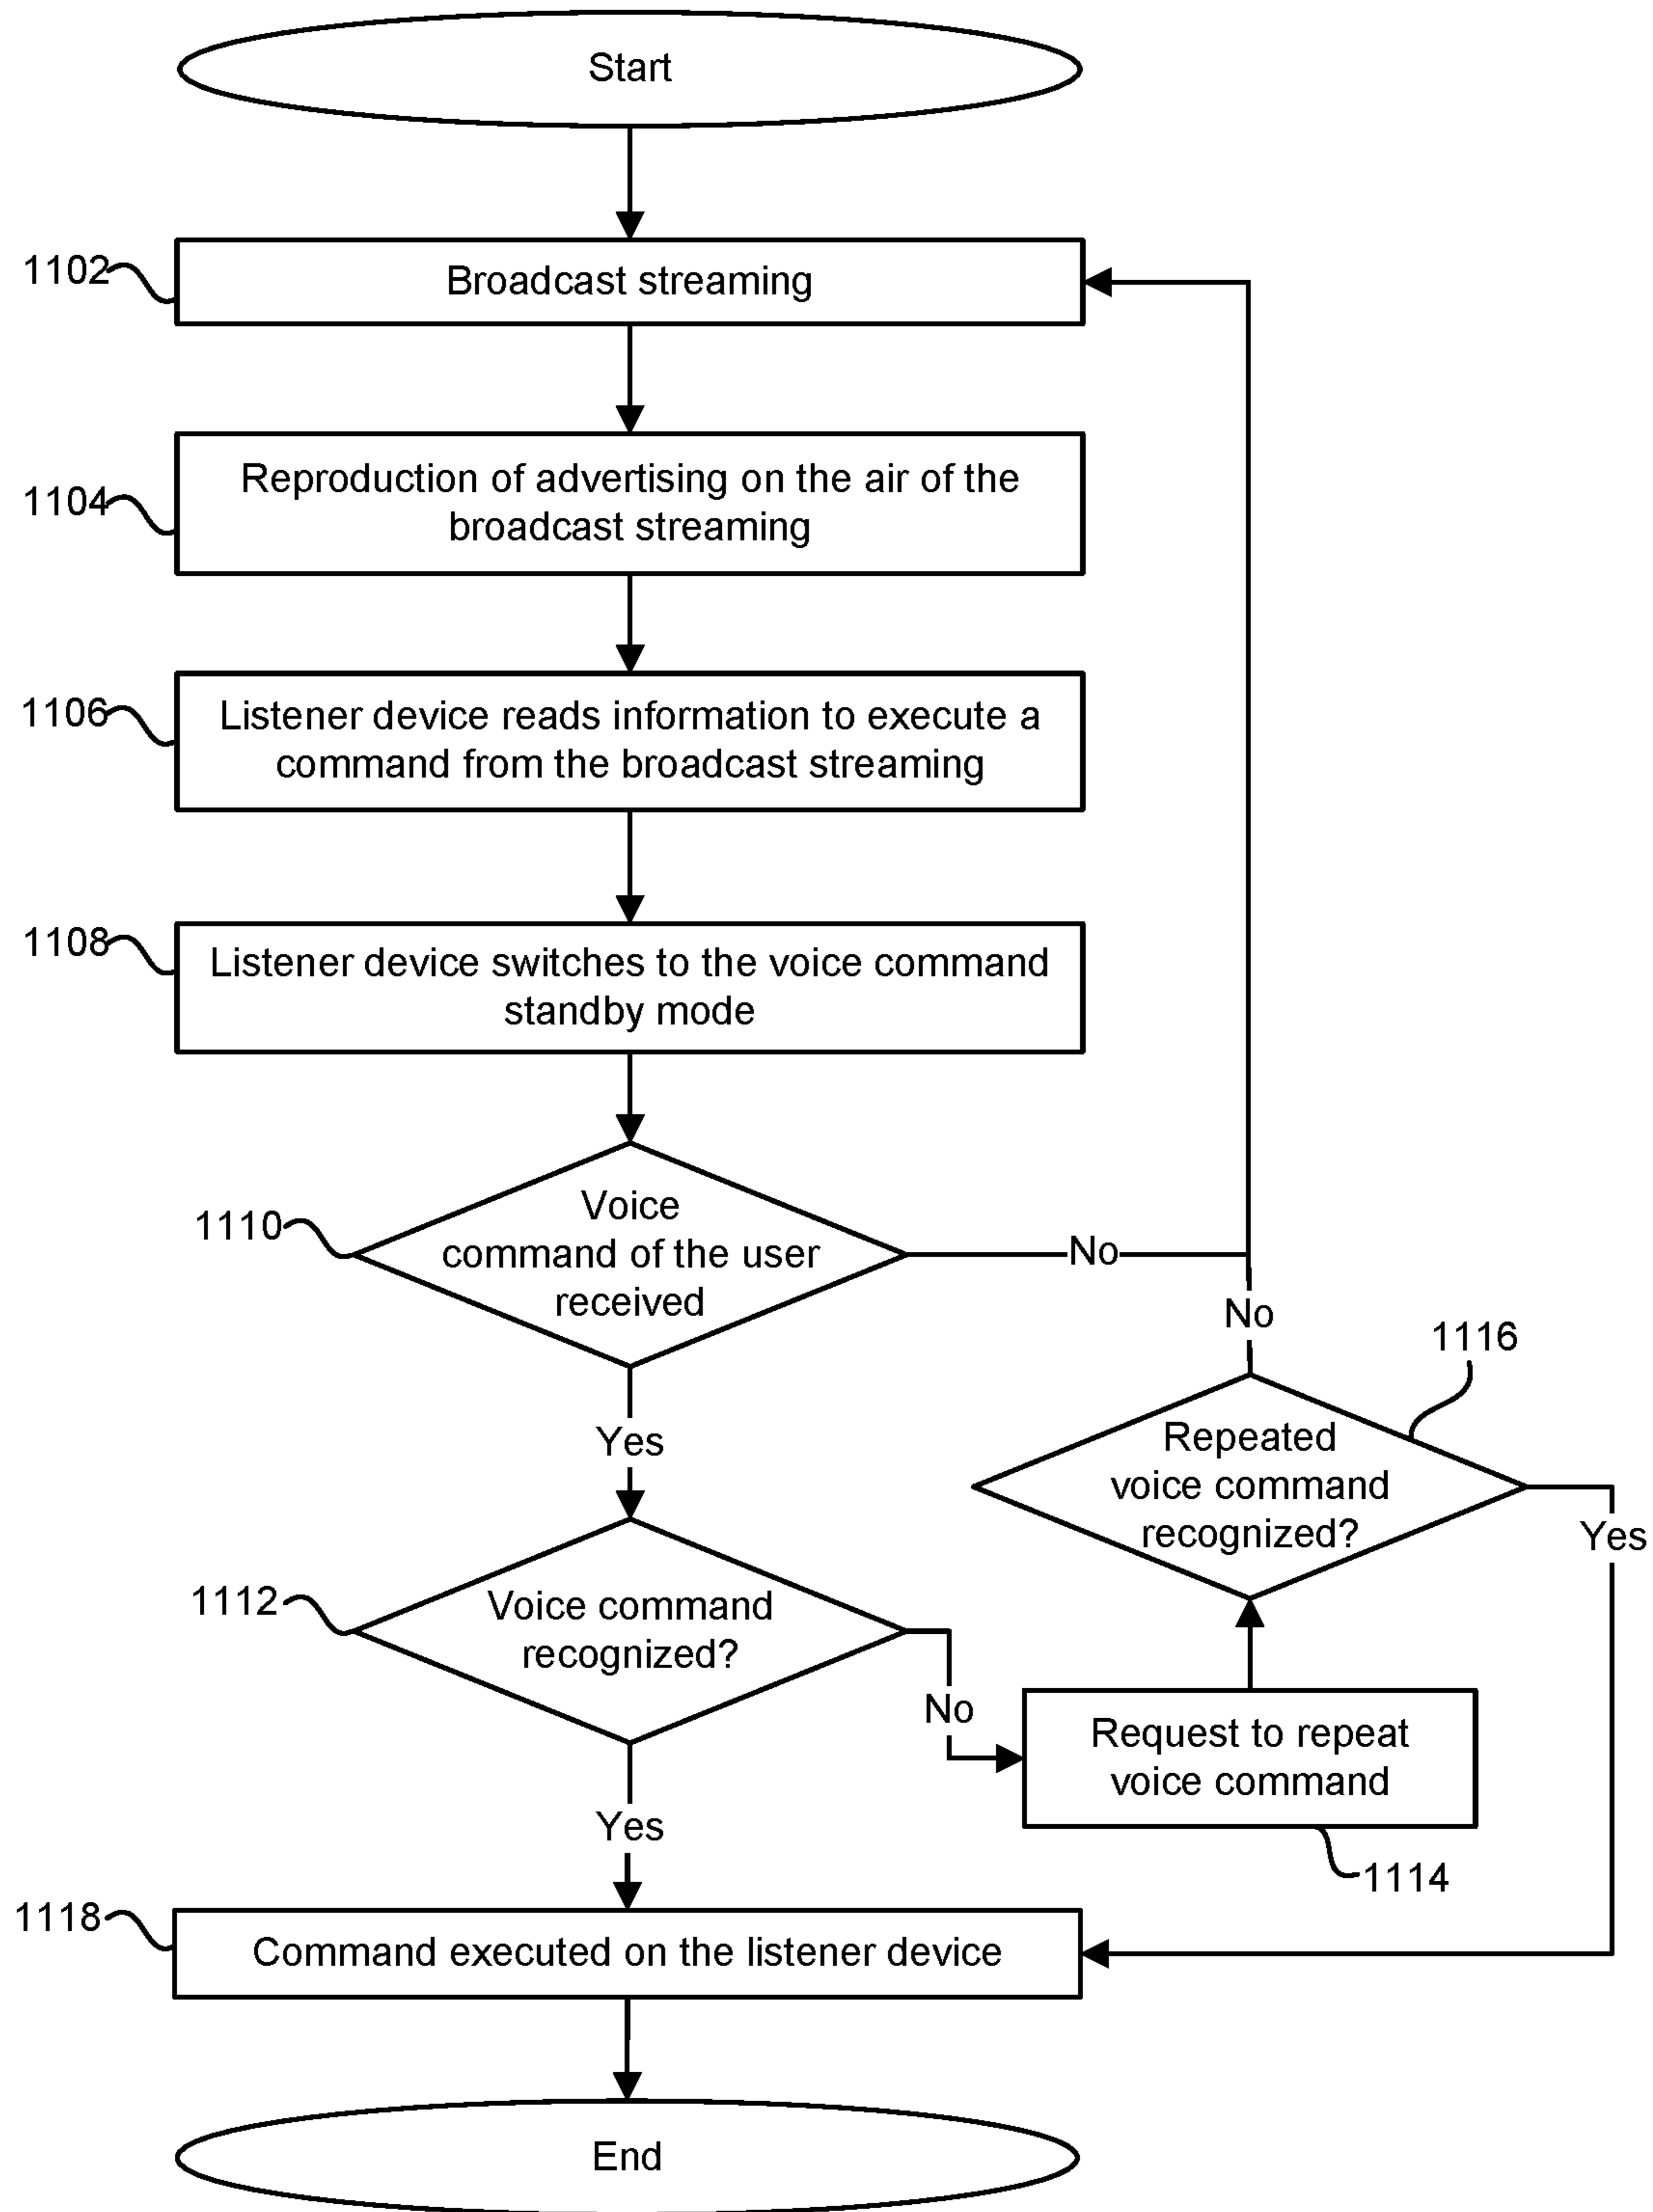 Start
1102
Broadcast streaming
1104
Reproduction of advertising on the air of the
broadcast streaming
1106
Listener device reads information to execute a
command from the broadcast streaming
1108
Listener device switches to the voice command
standby mode
1110
Voice
command of the user
received
No
No
1116
Yes
Repeated
voice command
recognized?
Yes
1112
Voice command
recognized?
No
Request to repeat
voice command
1114
Yes
1118
Command executed on the listener device
End